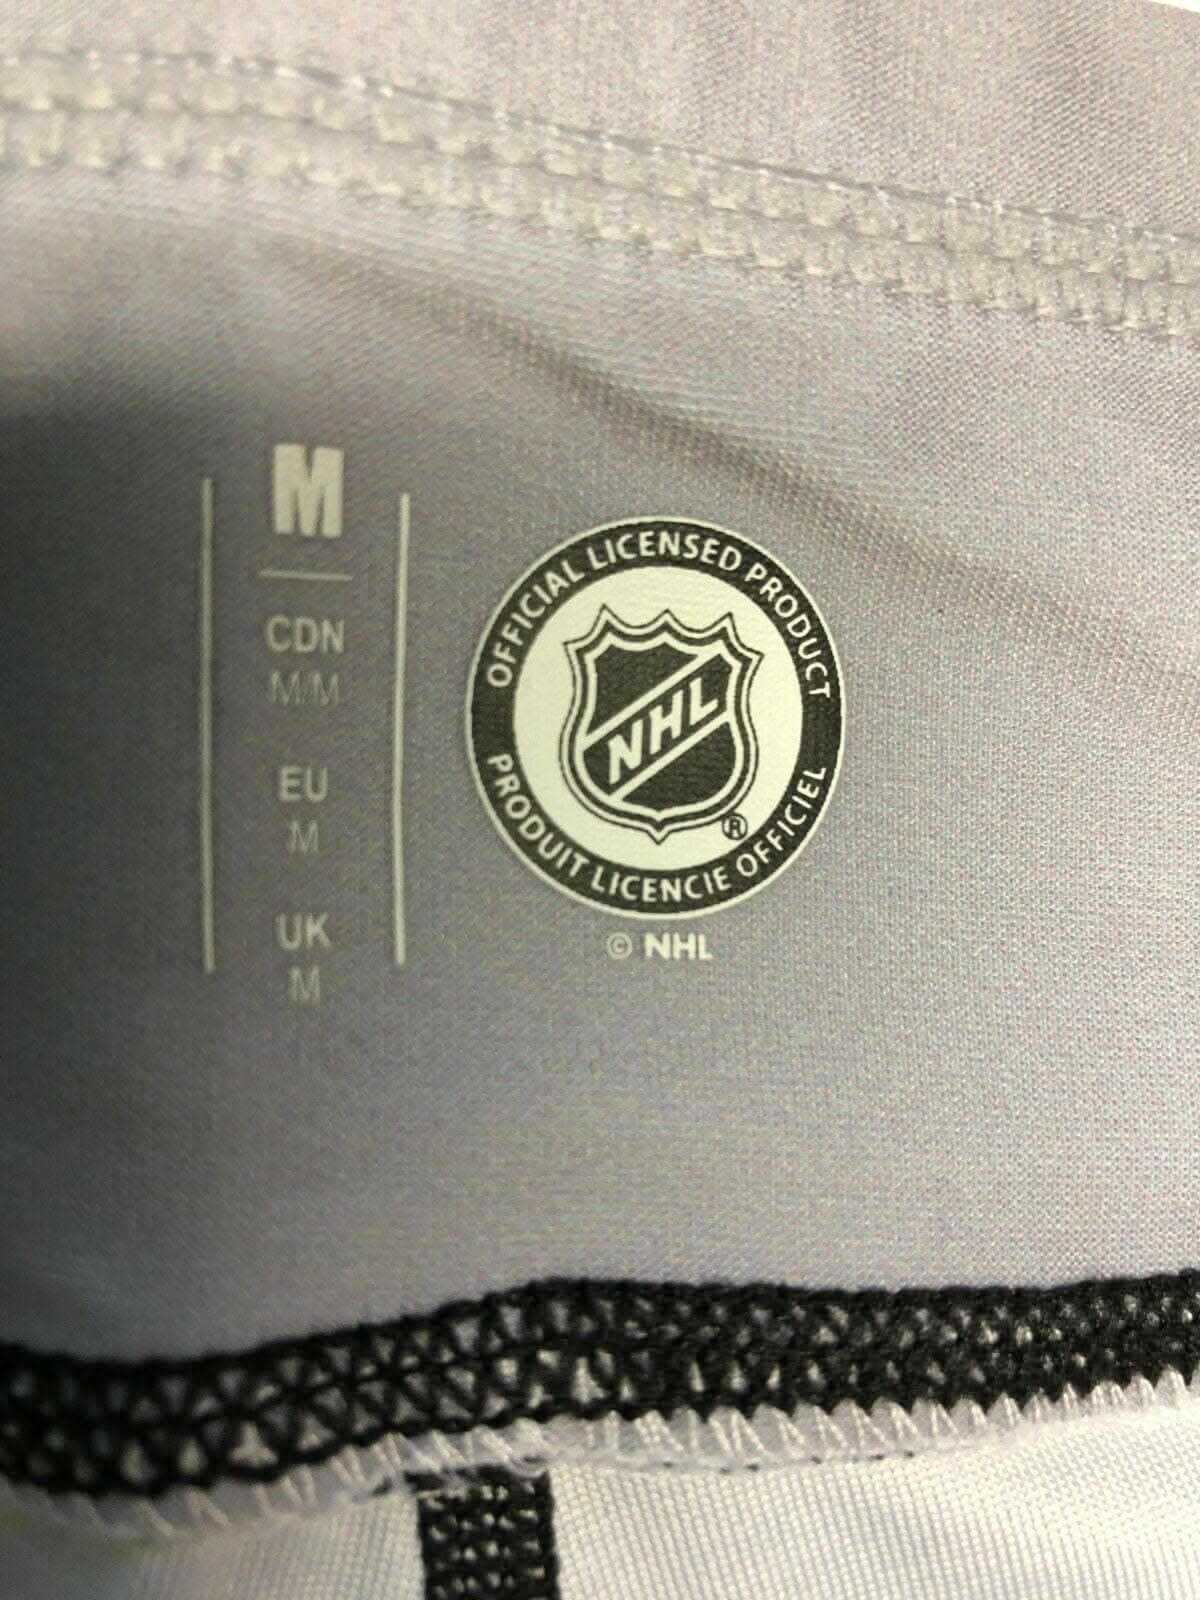 M
CDN
M/M
EU
M
UK
M
OFFICIAL LICENSED PRODUCT
NHL
®
PRODUIT LICENCIE OFFICIEL
© NHL